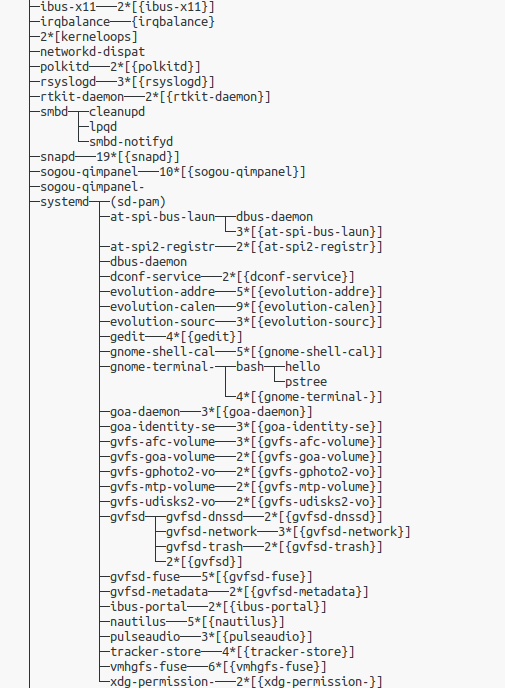 ├─ibus-x11───2*[{ibus-x11}]
├─irqbalance───{irqbalance}
├─2*[kerneloops]
├─networkd-dispat
├─polkitd───2*[{polkitd}]
├─rsyslogd───3*[{rsyslogd}]
├─rtkit-daemon───2*[{rtkit-daemon}]
├─smbd─┬─cleanupd
│      ├─lpqd
│      └─smbd-notifyd
├─snapd───19*[{snapd}]
├─sogou-qimpanel───10*[{sogou-qimpanel}]
├─sogou-qimpanel-
├─systemd─┬─(sd-pam)
│         ├─at-spi-bus-laun─┬─dbus-daemon
│         │                 └─3*[{at-spi-bus-laun}]
│         ├─at-spi2-registr───2*[{at-spi2-registr}]
│         ├─dbus-daemon
│         ├─dconf-service───2*[{dconf-service}]
│         ├─evolution-addre───5*[{evolution-addre}]
│         ├─evolution-calen───9*[{evolution-calen}]
│         ├─evolution-sourc───3*[{evolution-sourc}]
│         ├─gedit───4*[{gedit}]
│         ├─gnome-shell-cal───5*[{gnome-shell-cal}]
│         ├─gnome-terminal-─┬─bash─┬─hello
│         │                 │      └─pstree
│         │                 └─4*[{gnome-terminal-}]
│         ├─goa-daemon───3*[{goa-daemon}]
│         ├─goa-identity-se───3*[{goa-identity-se}]
│         ├─gvfs-afc-volume───3*[{gvfs-afc-volume}]
│         ├─gvfs-goa-volume───2*[{gvfs-goa-volume}]
│         ├─gvfs-gphoto2-vo───2*[{gvfs-gphoto2-vo}]
│         ├─gvfs-mtp-volume───2*[{gvfs-mtp-volume}]
│         ├─gvfs-udisks2-vo───2*[{gvfs-udisks2-vo}]
│         ├─gvfsd─┬─gvfsd-dnssd───2*[{gvfsd-dnssd}]
│         │       ├─gvfsd-network───3*[{gvfsd-network}]
│         │       ├─gvfsd-trash───2*[{gvfsd-trash}]
│         │       └─2*[{gvfsd}]
│         ├─gvfsd-fuse───5*[{gvfsd-fuse}]
│         ├─gvfsd-metadata───2*[{gvfsd-metadata}]
│         ├─ibus-portal───2*[{ibus-portal}]
│         ├─nautilus───5*[{nautilus}]
│         ├─pulseaudio───3*[{pulseaudio}]
│         ├─tracker-store───4*[{tracker-store}]
│         ├─vmhgfs-fuse───6*[{vmhgfs-fuse}]
│         └─xdg-permission-───2*[{xdg-permission-}]